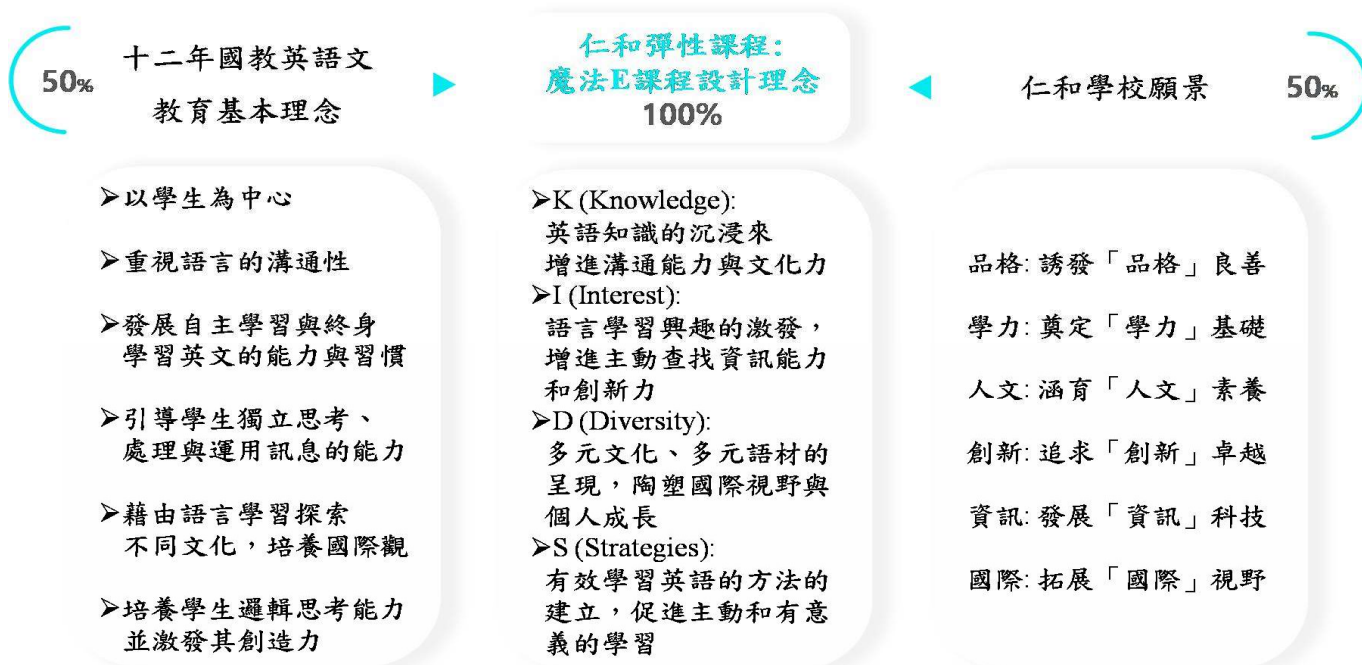 50%
十二年國教英語文
教育基本理念
仁和彈性課程:
魔法E課程設計理念
100%
仁和學校願景
50%
➤以學生為中心
➤重視語言的溝通性
➤發展自主學習與終身
學習英文的能力與習慣
➤引導學生獨立思考、
處理與運用訊息的能力
➤藉由語言學習探索
不同文化，培養國際觀
➤培養學生邏輯思考能力
並激發其創造力
➤K (Knowledge):
英語知識的沉浸來
增進溝通能力與文化力
➤I (Interest):
語言學習興趣的激發，
增進主動查找資訊能力
和創新力
➤D (Diversity):
多元文化、多元語材的
呈現，陶塑國際視野與
個人成長
➤S (Strategies):
有效學習英語的方法的
建立，促進主動和有意
義的學習
品格: 誘發「品格」良善
學力: 奠定「學力」基礎
人文: 涵育「人文」素養
創新: 追求「創新」卓越
資訊: 發展「資訊」科技
國際: 拓展「國際」視野